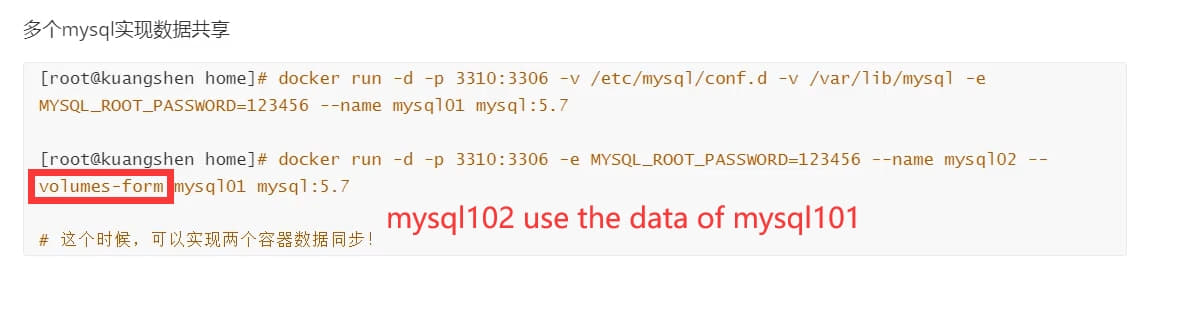 多个mysql实现数据共享
[root@kuangshen home]# docker run -d -p 3310:3306 -v /etc/mysql/conf.d -v /var/lib/mysql -e
MYSQL_ROOT_PASSWORD=123456 --name mysql01 mysql:5.7
[root@kuangshen home]# docker run -d -p 3310:3306 -e MYSQL_ROOT_PASSWORD=123456 --name mysql02 --
volumes-form mysql01 mysql:5.7
mysql102 use the data of mysql101
# 这个时候，可以实现两个容器数据同步！